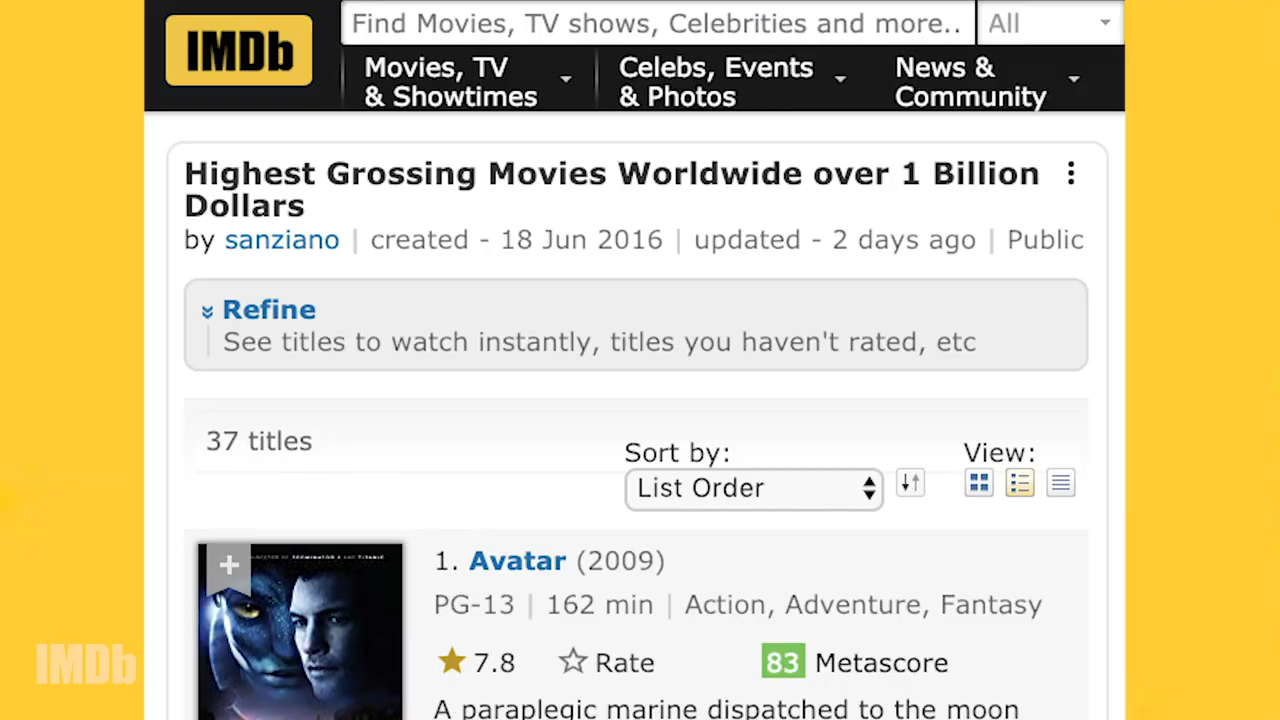 IMDb
Find Movies, TV shows, Celebrities and more..
All
Movies, TV
& Showtimes
Celebs, Events
& Photos
News &
Community
Highest Grossing Movies Worldwide over 1 Billion
Dollars
by sanziano | created - 18 Jun 2016 | updated - 2 days ago | Public
Refine
See titles to watch instantly, titles you haven't rated, etc
37 titles
Sort by:
List Order
View:
1. Avatar (2009)
PG-13 | 162 min | Action, Adventure, Fantasy
7.8
Rate
83 Metascore
A paraplegic marine dispatched to the moon
IMDb